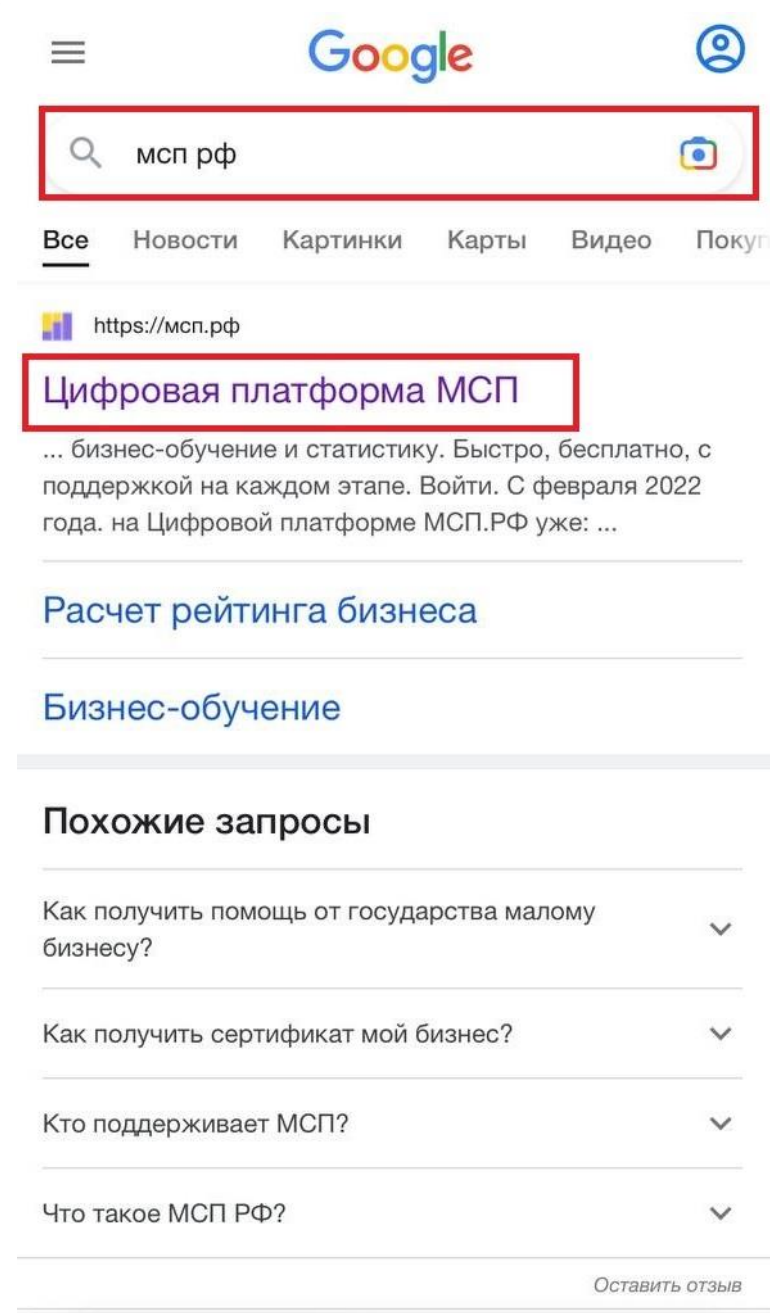 Google
мсп рф
Все Новости Картинки Карты Видео Покуп
https://мсп.рф
Цифровая платформа МСП
... бизнес-обучение и статистику. Быстро, бесплатно, с
поддержкой на каждом этапе. Войти. С февраля 2022
года. на Цифровой платформе МСП.РФ уже: ...
Расчет рейтинга бизнеса
Бизнес-обучение
Похожие запросы
Как получить помощь от государства малому
бизнесу?
Как получить сертификат мой бизнес?
Кто поддерживает МСП?
Что такое МСП РФ?
Оставить отзыв